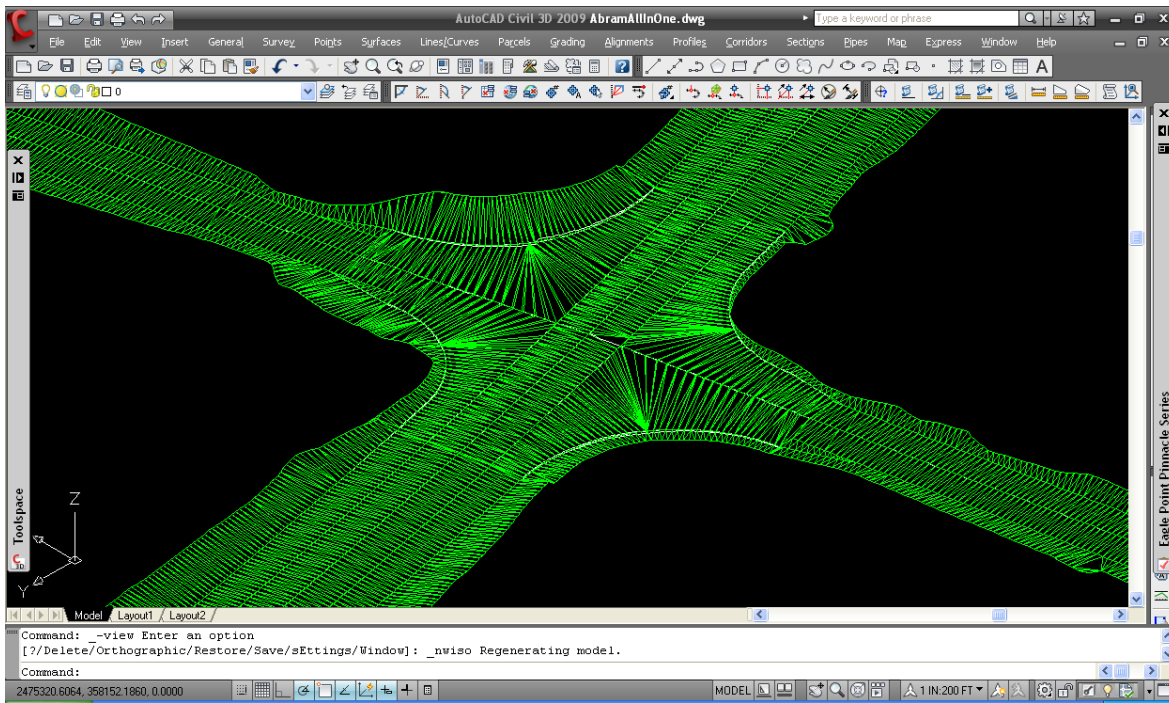 AutoCAD Civil 3D 2009 AbramAllInOne.dwg
Type a keyword or phrase
File Edit View Insert General Survey Points Surfaces Lines/Curves Parcels Grading Alignments Profiles Corridors Sections Pipes Map Express Window Help
0
A
Toolspace
Eagle Point Pinnacle Series
Z
Y
Model Layout1 Layout2
Command: _-view Enter an option
[?/Delete/Orthographic/Restore/Save/sEttings/Window]: _nwiso Regenerating model.
Command:
2475320.6064, 358152.1860, 0.0000
MODEL
1 IN:200 FT